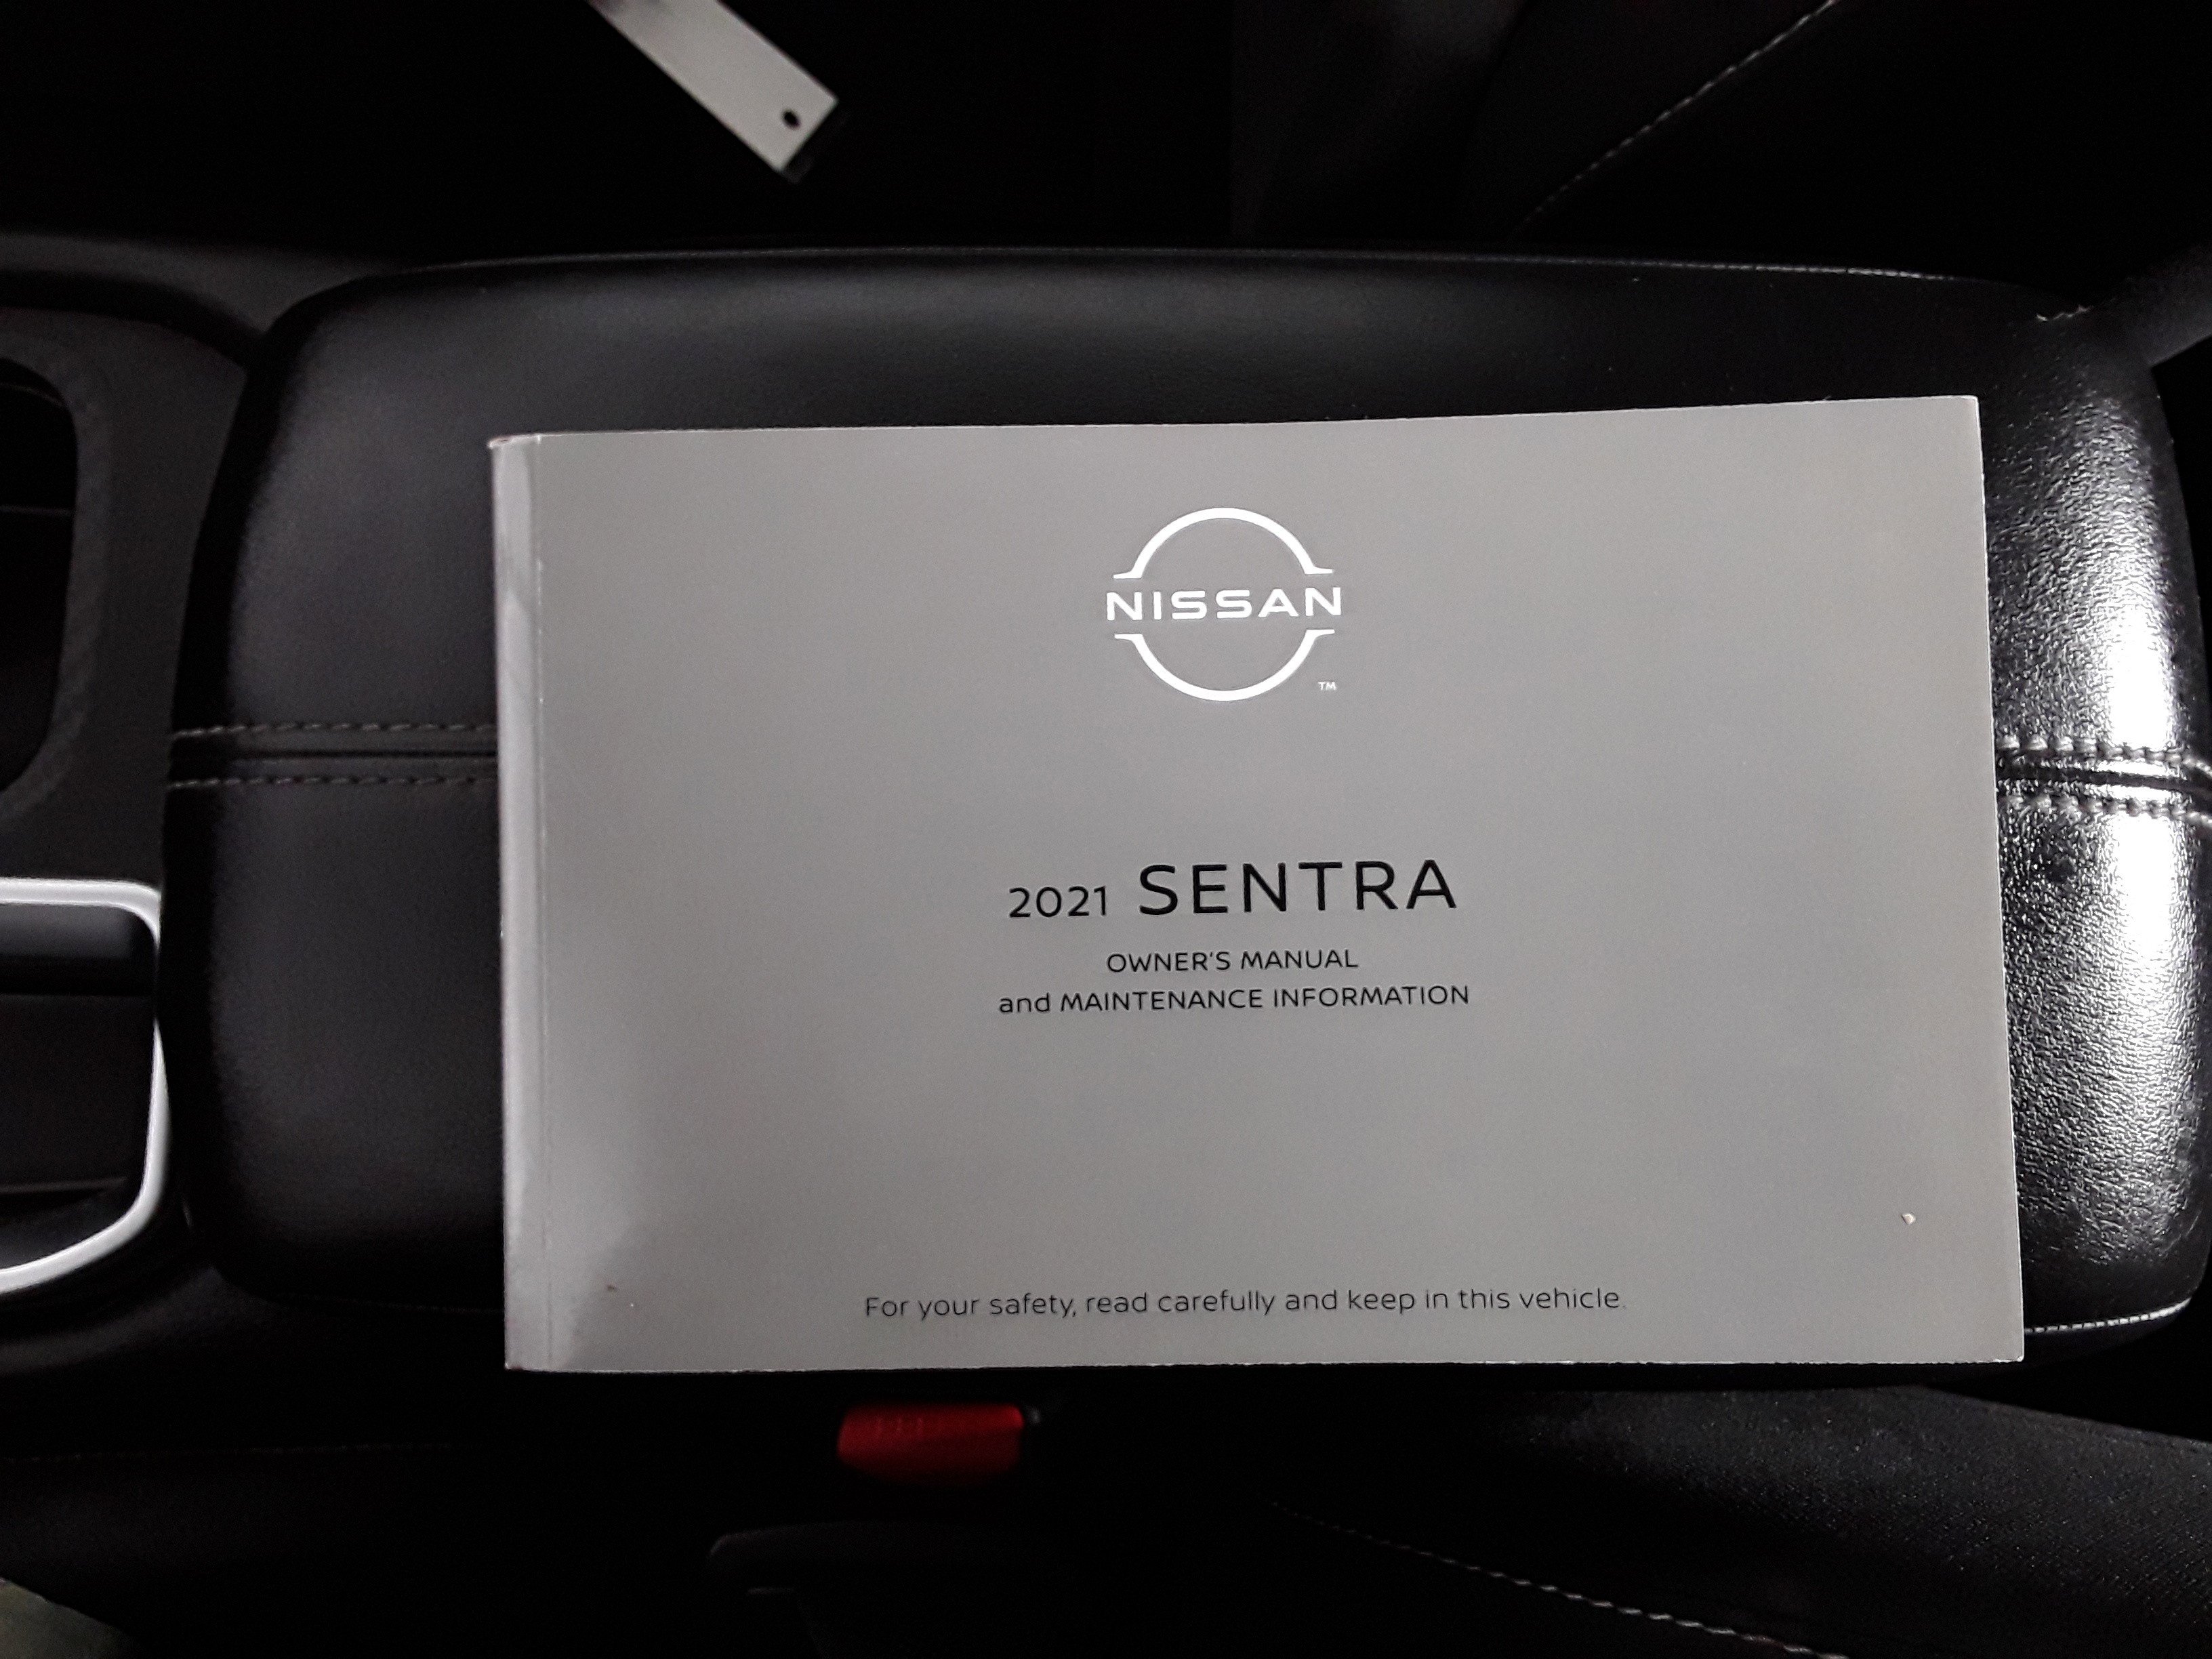 NISSAN
TM
2021 SENTRA
OWNER'S MANUAL
and MAINTENANCE INFORMATION
For your safety, read carefully and keep in this vehicle.